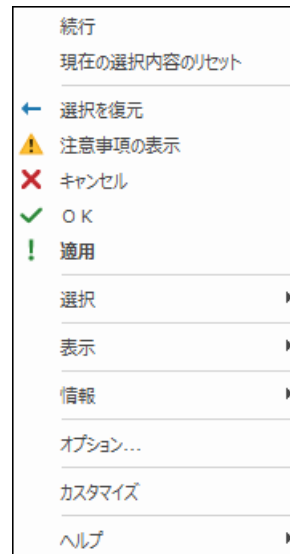 続行
現在の選択内容のリセット
選択を復元
注意事項の表示
キャンセル
ＯＫ
適用
選択
表示
情報
オプション...
カスタマイズ
ヘルプ